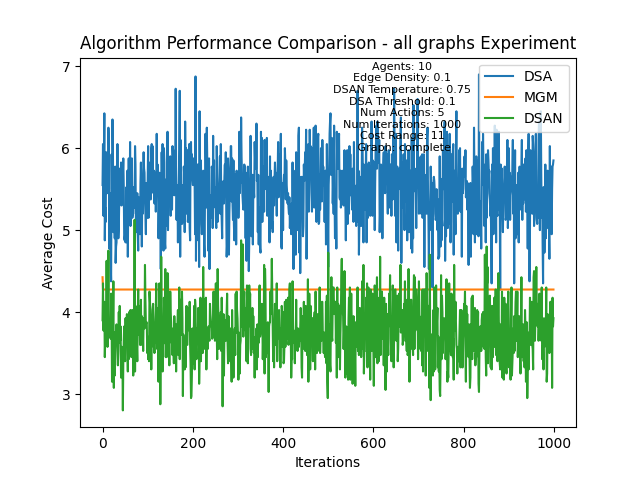 Algorithm Performance Comparison - all graphs Experiment
Agents: 10
Edge Density: 0.1
DSAN Temperature: 0.75
DSA Threshold: 0.1
Num Actions: 5
Num Iterations: 1000
Cost Range: 11
Graph: complete
DSA
MGM
DSAN
Average Cost
7
6
5
4
3
0
200
400
600
800
1000
Iterations